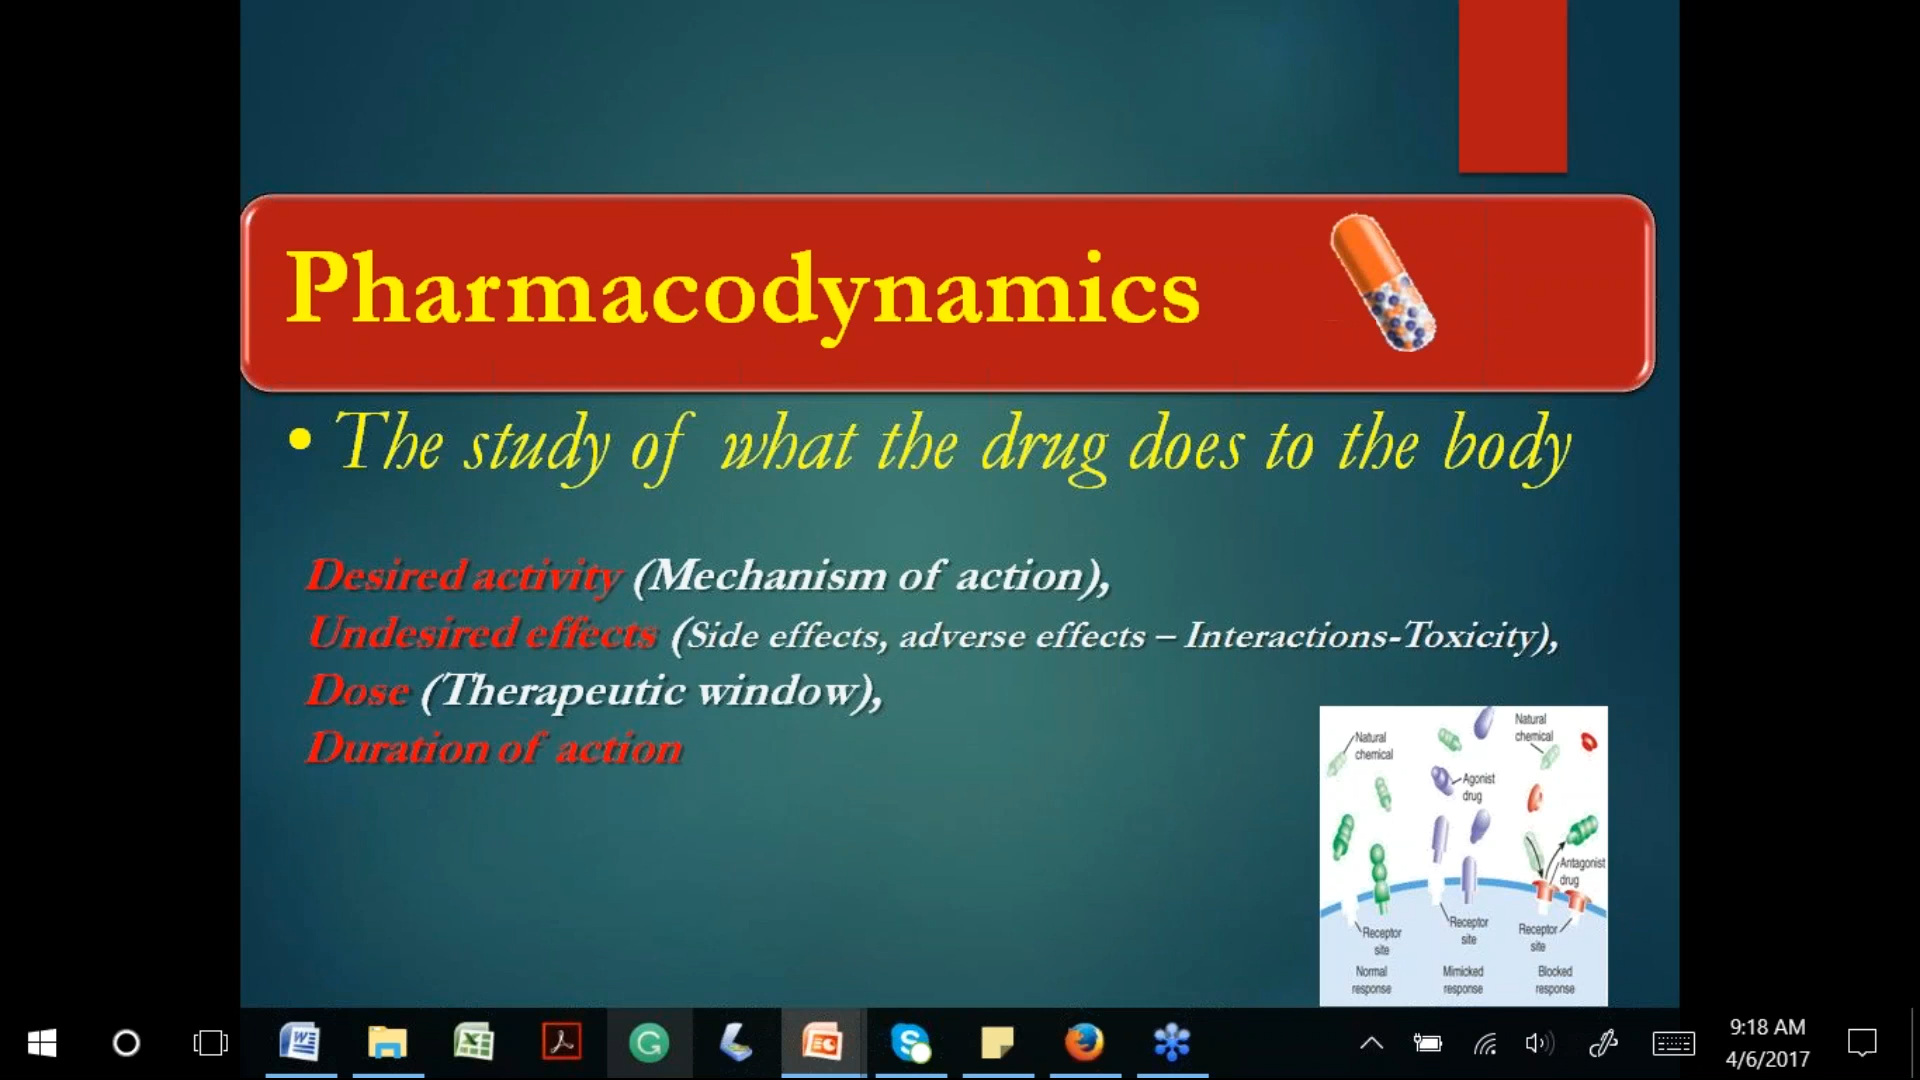 Pharmacodynamics
• The study of what the drug does to the body
Desired activity (Mechanism of action),
Undesired effects (Side effects, adverse effects – Interactions-Toxicity),
Dose (Therapeutic window),
Duration of action
Natural
chemical
Agonist
drug
Natural
chemical
Antagonist
drug
Receptor
site
Receptor
site
Receptor
site
Normal
response
Mimicked
response
Blocked
response
9:18 AM
4/6/2017